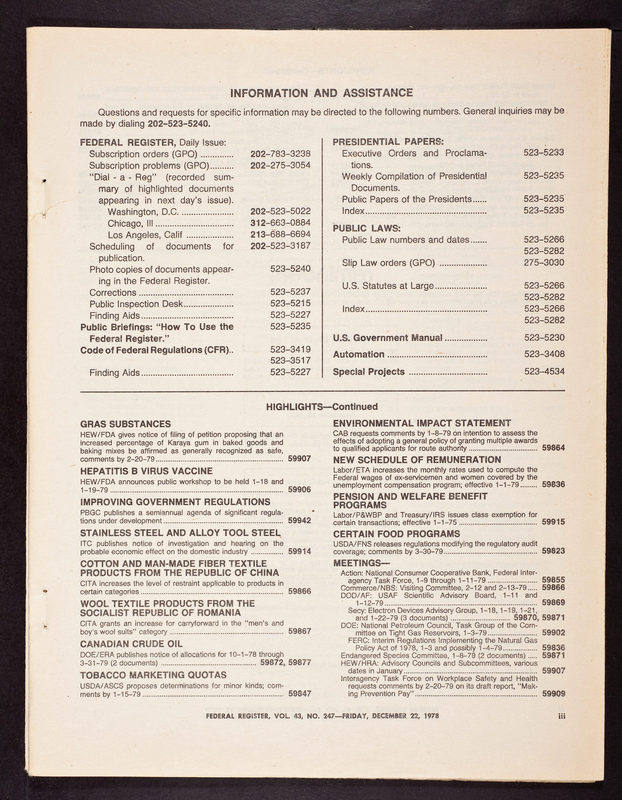 INFORMATION AND ASSISTANCE
Questions and requests for specific information may be directed to the following numbers. General inquiries may be
made by dialing 202-523-5240.
FEDERAL REGISTER, Daily Issue:
Subscription orders (GPO) .............. 202-783-3238
Subscription problems (GPO).......... 202-275-3054
"Dial - a - Reg" (recorded sum-
mary of highlighted documents
appearing in next day's issue).
Washington, D.C. ...................... 202-523-5022
Chicago, Ill ................................. 312-663-0884
Los Angeles, Calif .................... 213-688-6694
Scheduling of documents for 202-523-3187
publication.
Photo copies of documents appear- 523-5240
ing in the Federal Register.
Corrections ........................................ 523-5237
Public Inspection Desk..................... 523-5215
Finding Aids....................................... 523-5227
Public Briefings: "How To Use the 523-5235
Federal Register."
Code of Federal Regulations (CFR).. 523-3419
523-3517
Finding Aids....................................... 523-5227
PRESIDENTIAL PAPERS:
Executive Orders and Proclama- 523-5233
tions.
Weekly Compilation of Presidential 523-5235
Documents.
Public Papers of the Presidents...... 523-5235
Index................................................... 523-5235
PUBLIC LAWS:
Public Law numbers and dates....... 523-5266
523-5282
Slip Law orders (GPO) .................... 275-3030
U.S. Statutes at Large...................... 523-5266
523-5282
Index................................................... 523-5266
523-5282
U.S. Government Manual.................. 523-5230
Automation .......................................... 523-3408
Special Projects ................................. 523-4534
HIGHLIGHTS—Continued
GRAS SUBSTANCES
HEW/FDA gives notice of filing of petition proposing that an
increased percentage of Karaya gum in baked goods and
baking mixes be affirmed as generally recognized as safe,
comments by 2-20-79................................................ 59907
HEPATITIS B VIRUS VACCINE
HEW/FDA announces public workshop to be held 1-18 and
1-19-79 ................................................ 59906
IMPROVING GOVERNMENT REGULATIONS
PBGC publishes a semiannual agenda of significant regula-
tions under development ................................................ 59942
STAINLESS STEEL AND ALLOY TOOL STEEL
ITC publishes notice of investigation and hearing on the
probable economic effect on the domestic industry ............ 59914
COTTON AND MAN-MADE FIBER TEXTILE
PRODUCTS FROM THE REPUBLIC OF CHINA
CITA increases the level of restraint applicable to products in
certain categories ................................................ 59866
WOOL TEXTILE PRODUCTS FROM THE
SOCIALIST REPUBLIC OF ROMANIA
CITA grants an increase for carryforward in the "men's and
boy's wool suits" category ................................................ 59867
CANADIAN CRUDE OIL
DOE/ERA publishes notice of allocations for 10-1-78 through
3-31-79 (2 documents) ................................ 59872, 59877
TOBACCO MARKETING QUOTAS
USDA/ASCS proposes determinations for minor kinds; com-
ments by 1-15-79................................................ 59847
ENVIRONMENTAL IMPACT STATEMENT
CAB requests comments by 1-8-79 on intention to assess the
effects of adopting a general policy of granting multiple awards
to qualified applicants for route authority ............................ 59864
NEW SCHEDULE OF REMUNERATION
Labor/ETA increases the monthly rates used to compute the
Federal wages of ex-servicemen and women covered by the
unemployment compensation program; effective 1-1-79........ 59836
PENSION AND WELFARE BENEFIT
PROGRAMS
Labor/P&WBP and Treasury/IRS issues class exemption for
certain transactions; effective 1-1-75 ................................ 59915
CERTAIN FOOD PROGRAMS
USDA/FNS releases regulations modifying the regulatory audit
coverage; comments by 3-30-79........................................ 59823
MEETINGS—
Action: National Consumer Cooperative Bank, Federal Inter-
agency Task Force, 1-9 through 1-11-79 .................... 59855
Commerce/NBS: Visiting Committee, 2-12 and 2-13-79..... 59866
DOD/AF: USAF Scientific Advisory Board, 1-11 and
1-12-79................................................ 59869
Secy: Electron Devices Advisory Group, 1-18, 1-19, 1-21,
and 1-22-79 (3 documents) ........................ 59870, 59871
DOE: National Petroleum Council, Task Group of the Com-
mittee on Tight Gas Reservoirs, 1-3-79.................... 59902
FERC: Interim Regulations Implementing the Natural Gas
Policy Act of 1978, 1-3 and possibly 1-4-79................ 59836
Endangered Species Committee, 1-8-79 (2 documents) .... 59871
HEW/HRA: Advisory Councils and Subcommittees, various
dates in January................................................ 59907
Interagency Task Force on Workplace Safety and Health
requests comments by 2-20-79 on its draft report, "Mak-
ing Prevention Pay"................................................ 59909
FEDERAL REGISTER, VOL. 43, NO. 247—FRIDAY, DECEMBER 22, 1978
iii